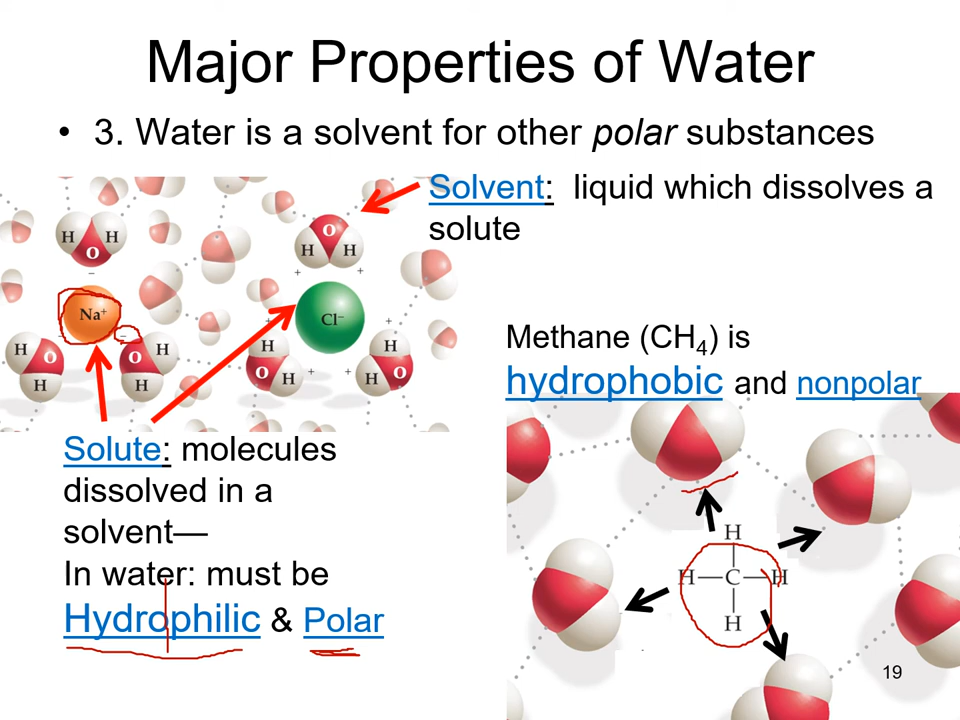 Major Properties of Water
• 3. Water is a solvent for other polar substances
Solvent: liquid which dissolves a
solute
H H
O
−
Na⁺
−
H O
H
O H
H
O
H H
+ +
Cl⁻
+ +
H
O H +
H
+ H O
H
Solute: molecules
dissolved in a
solvent—
In water: must be
Hydrophilic & Polar
Methane (CH₄) is
hydrophobic and nonpolar
H
H—C—H
H
19